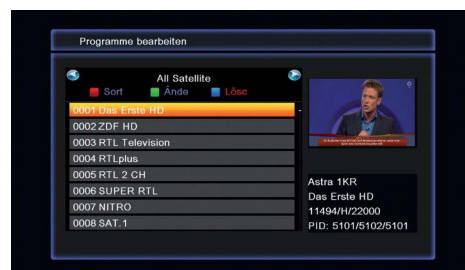 Programme bearbeiten
All Satellite
Sort Ände Lösc
0001 Das Erste HD
0002 ZDF HD
0003 RTL Television
0004 RTLplus
0005 RTL 2 CH
0006 SUPER RTL
0007 NITRO
0008 SAT.1
Astra 1KR
Das Erste HD
11494/H/22000
PID: 5101/5102/5101